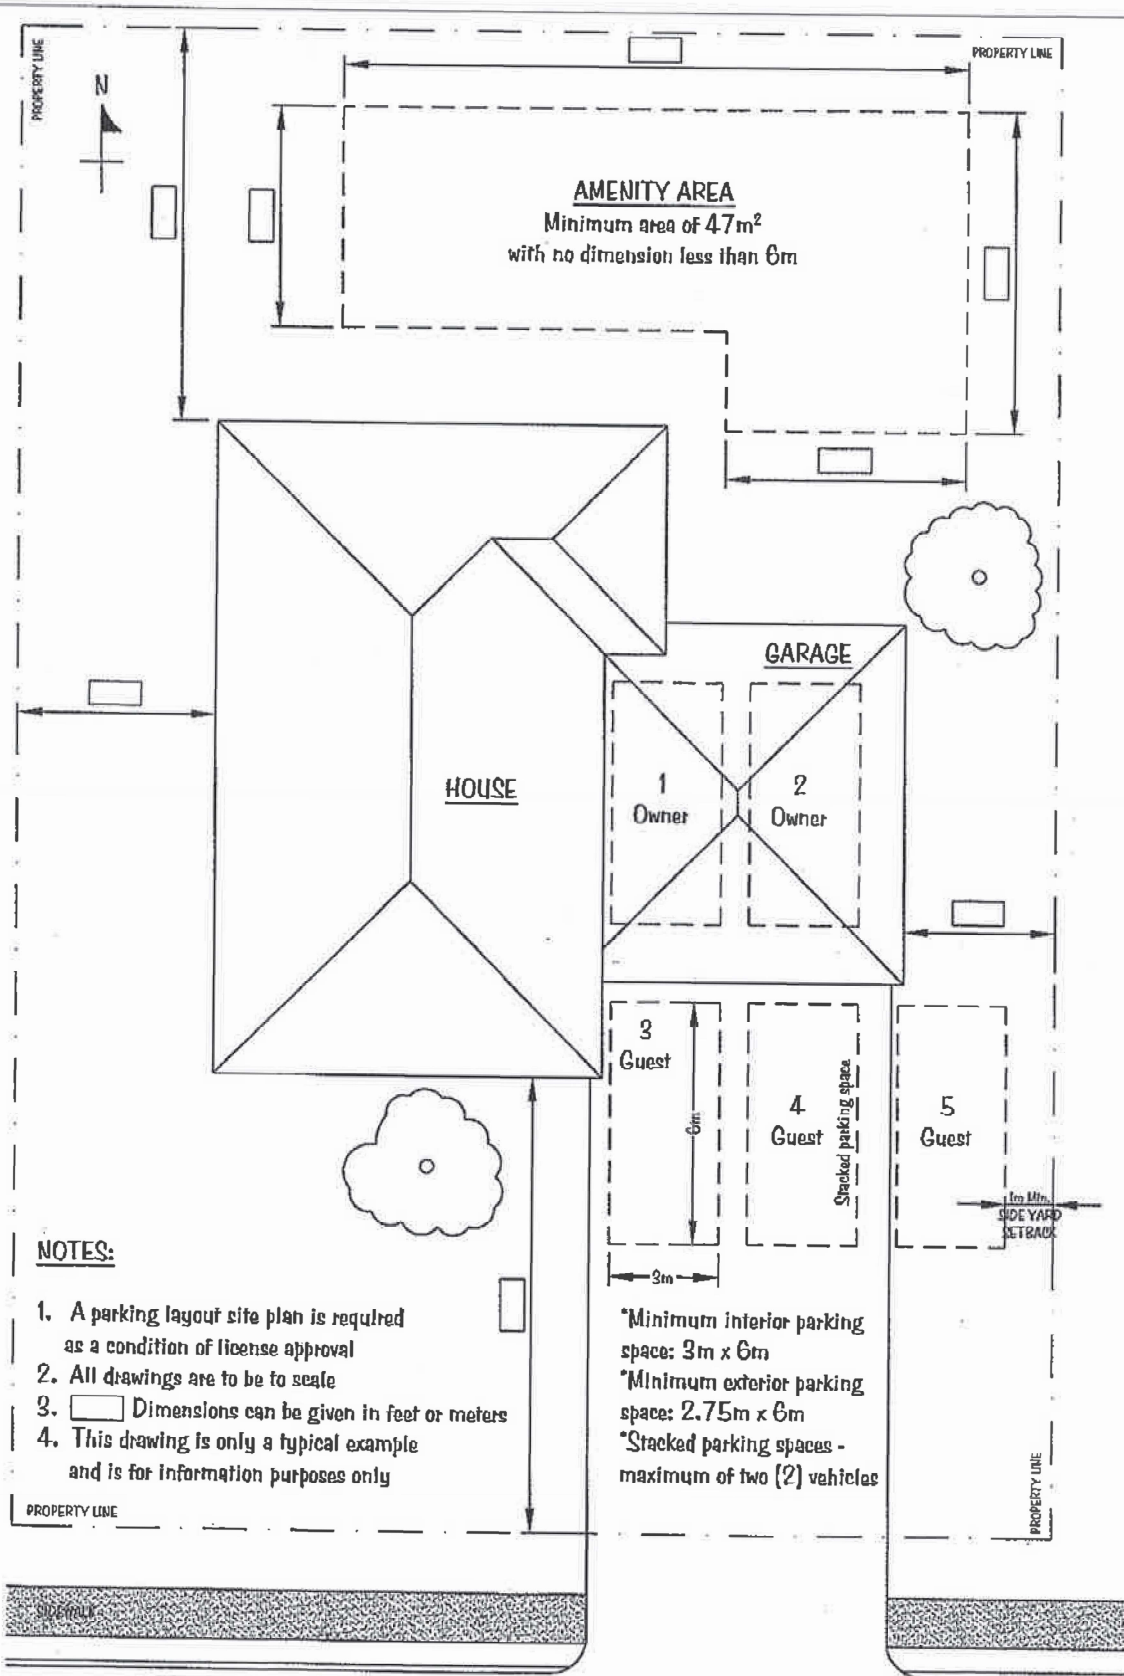 PROPERTY LINE
PROPERTY LINE
N
AMENITY AREA
Minimum area of 47m²
with no dimension less than 6m
GARAGE
HOUSE
1
Owner
2
Owner
3
Guest
6m
3m
4
Guest
Stacked parking space
5
Guest
1m Min.
SIDE YARD
SETBACK
NOTES:
1. A parking layout site plan is required
as a condition of license approval
2. All drawings are to be to scale
3. Dimensions can be given in feet or meters
4. This drawing is only a typical example
and is for information purposes only
*Minimum interior parking
space: 3m x 6m
*Minimum exterior parking
space: 2.75m x 6m
*Stacked parking spaces -
maximum of two (2) vehicles
PROPERTY LINE
PROPERTY LINE
SIDEWALK